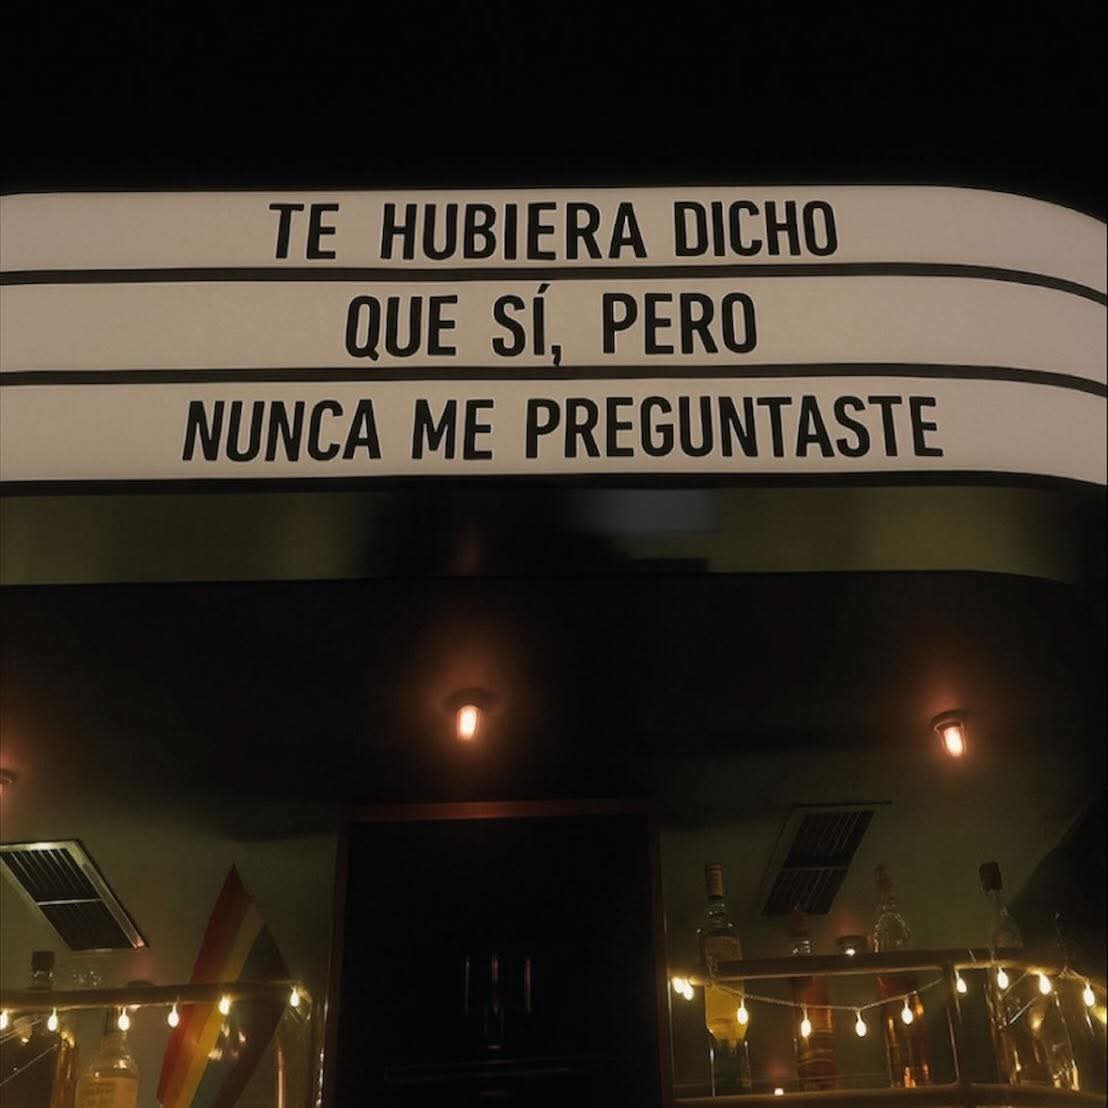 TE HUBIERA DICHO
QUE SÍ, PERO
NUNCA ME PREGUNTASTE